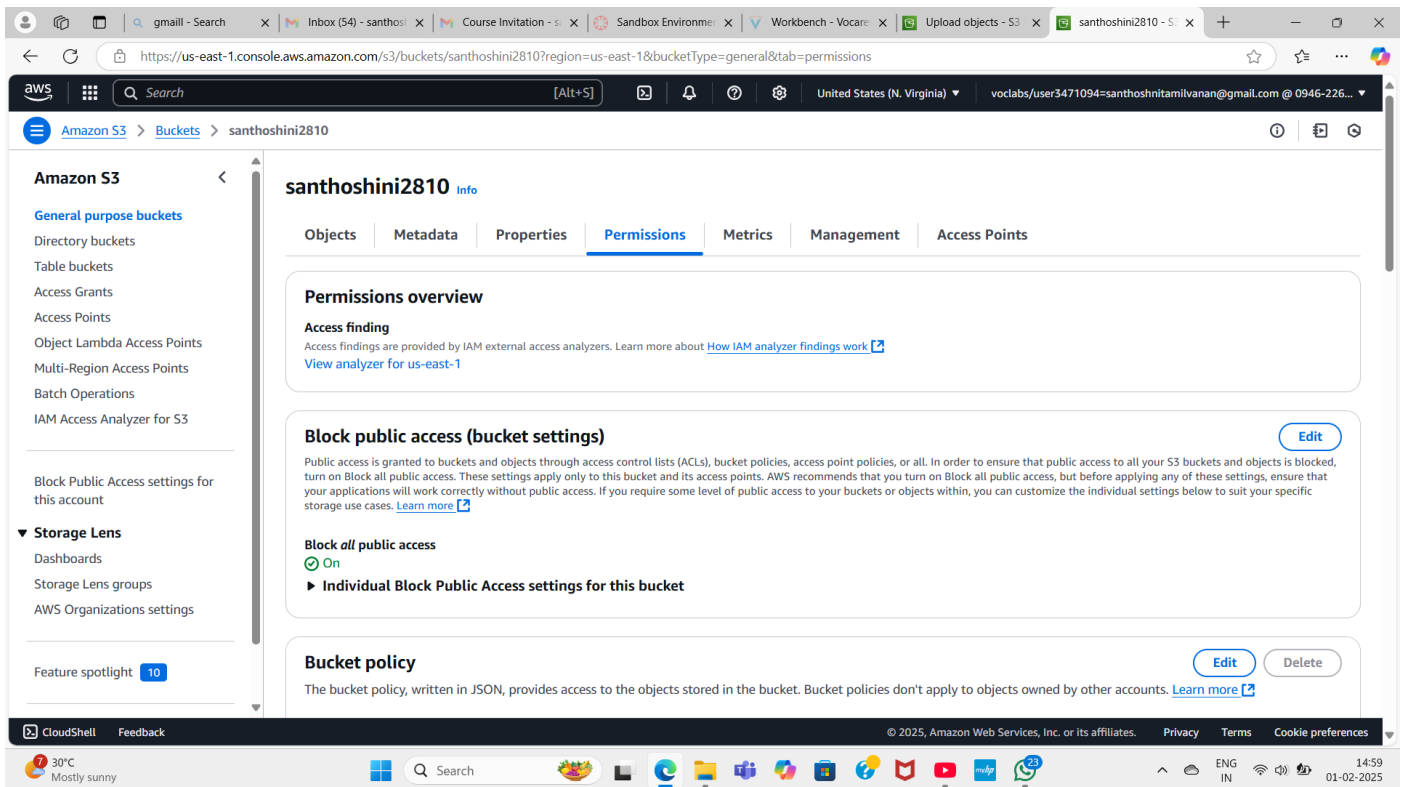 gmaill - Search
Inbox (54) - santhosh
Course Invitation - sa
Sandbox Environmen
Workbench - Vocare
Upload objects - S3
santhoshini2810 - S3
https://us-east-1.console.aws.amazon.com/s3/buckets/santhoshini2810?region=us-east-1&bucketType=general&tab=permissions
aws
Search [Alt+S]
United States (N. Virginia)
voclabs/user3471094=santhoshnitamilvanan@gmail.com @ 0946-226...
Amazon S3 > Buckets > santhoshini2810
Amazon S3
General purpose buckets
Directory buckets
Table buckets
Access Grants
Access Points
Object Lambda Access Points
Multi-Region Access Points
Batch Operations
IAM Access Analyzer for S3
Block Public Access settings for
this account
Storage Lens
Dashboards
Storage Lens groups
AWS Organizations settings
Feature spotlight 10
santhoshini2810 Info
Objects Metadata Properties Permissions Metrics Management Access Points
Permissions overview
Access finding
Access findings are provided by IAM external access analyzers. Learn more about How IAM analyzer findings work
View analyzer for us-east-1
Block public access (bucket settings)
Edit
Public access is granted to buckets and objects through access control lists (ACLs), bucket policies, access point policies, or all. In order to ensure that public access to all your S3 buckets and objects is blocked,
turn on Block all public access. These settings apply only to this bucket and its access points. AWS recommends that you turn on Block all public access, but before applying any of these settings, ensure that
your applications will work correctly without public access. If you require some level of public access to your buckets or objects within, you can customize the individual settings below to suit your specific
storage use cases. Learn more
Block all public access
On
Individual Block Public Access settings for this bucket
Bucket policy
Edit Delete
The bucket policy, written in JSON, provides access to the objects stored in the bucket. Bucket policies don't apply to objects owned by other accounts. Learn more
CloudShell Feedback
© 2025, Amazon Web Services, Inc. or its affiliates. Privacy Terms Cookie preferences
7
30°C
Mostly sunny
Search
myhp
23
ENG
IN
14:59
01-02-2025